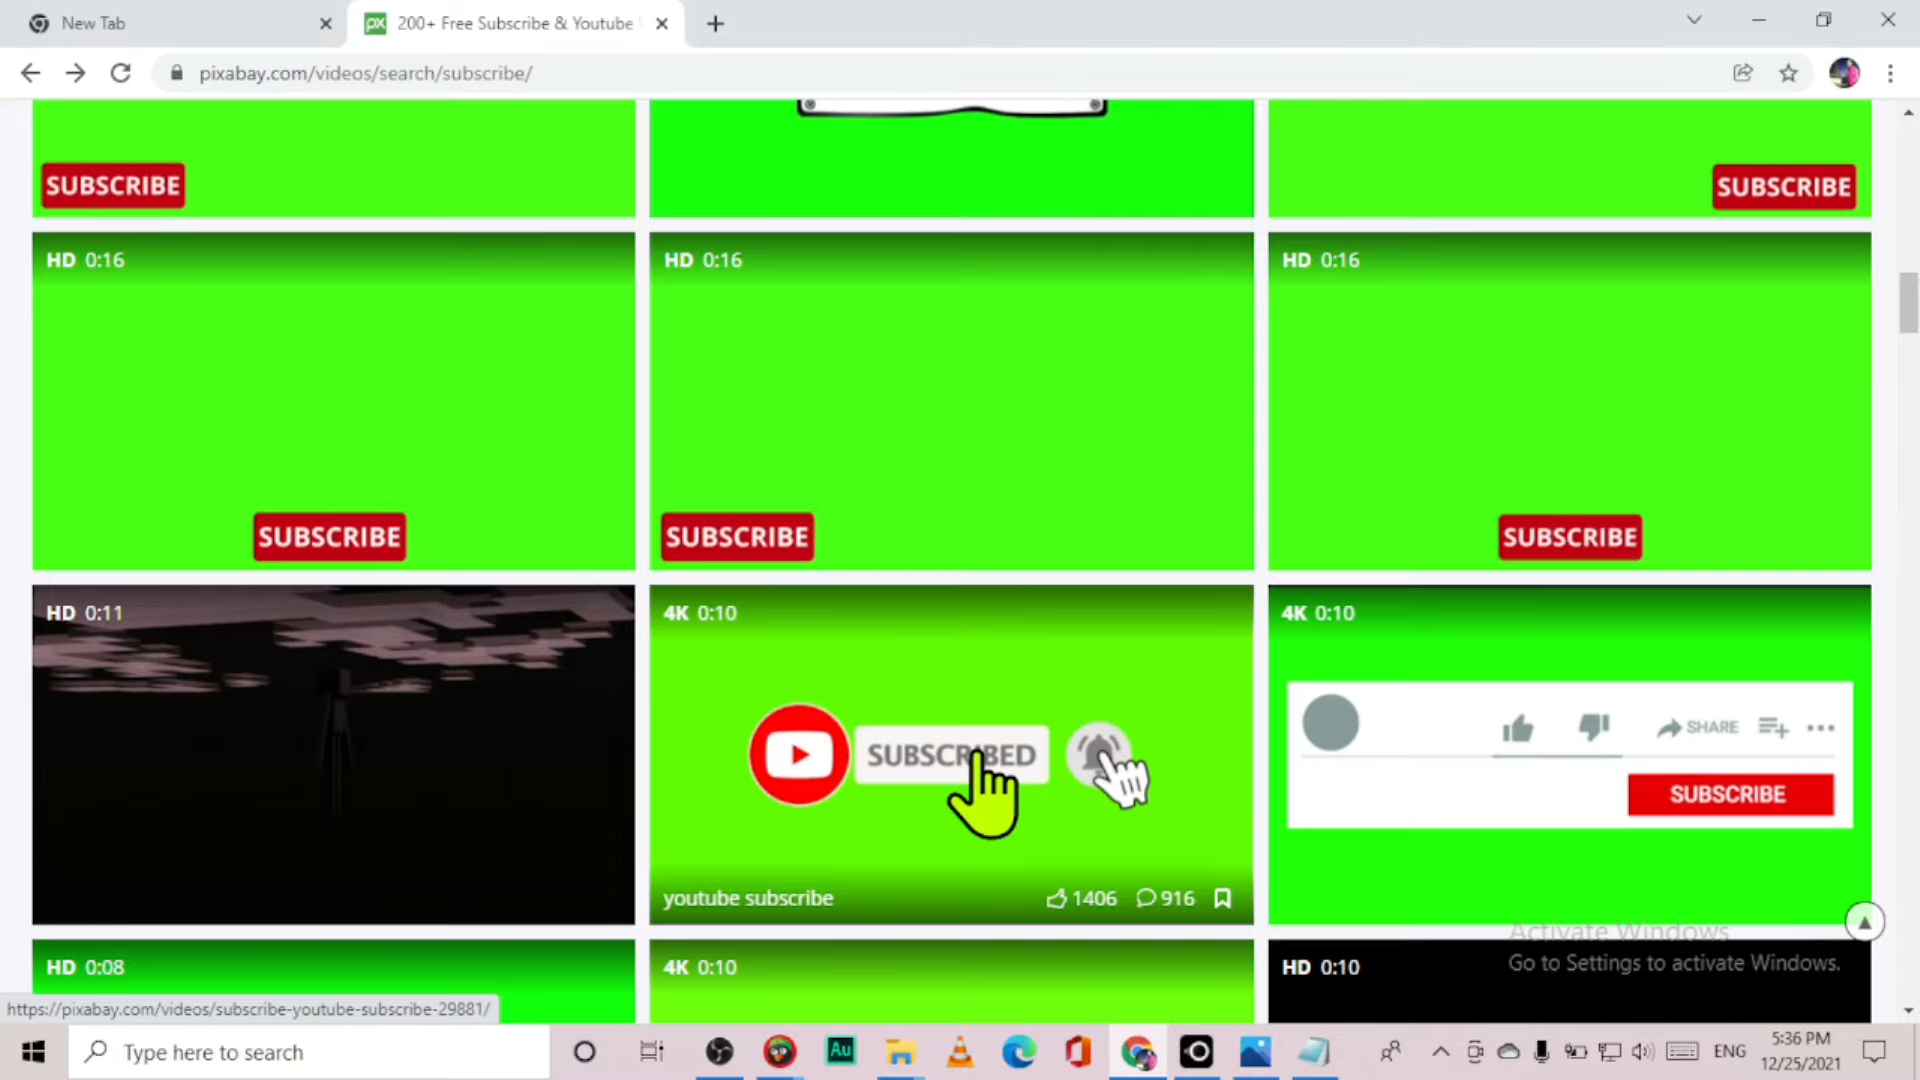 New Tab
200+ Free Subscribe & Youtube
pixabay.com/videos/search/subscribe/
SUBSCRIBE
SUBSCRIBE
HD 0:16
HD 0:16
HD 0:16
SUBSCRIBE
SUBSCRIBE
SUBSCRIBE
HD 0:11
4K 0:10
4K 0:10
SUBSCRIBED
SHARE
SUBSCRIBE
youtube subscribe 1406 916
Activate Windows
Go to Settings to activate Windows.
HD 0:08
4K 0:10
HD 0:10
https://pixabay.com/videos/subscribe-youtube-subscribe-29881/
Type here to search
Au
ENG
5:36 PM
12/25/2021